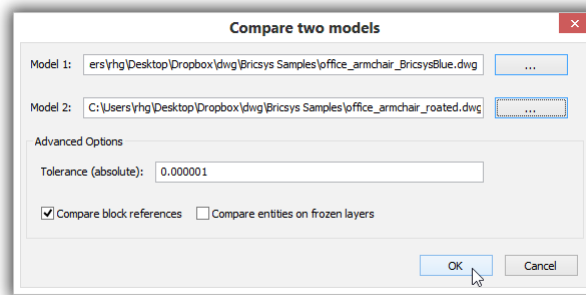 Compare two models
Model 1: ers\rhg\Desktop\Dropbox\dwg\Bricsys Samples\office_armchair_BricsysBlue.dwg ...
Model 2: C:\Users\rhg\Desktop\Dropbox\dwg\Bricsys Samples\office_armchair_roated.dwg ...
Advanced Options
Tolerance (absolute): 0.000001
Compare block references Compare entities on frozen layers
OK Cancel